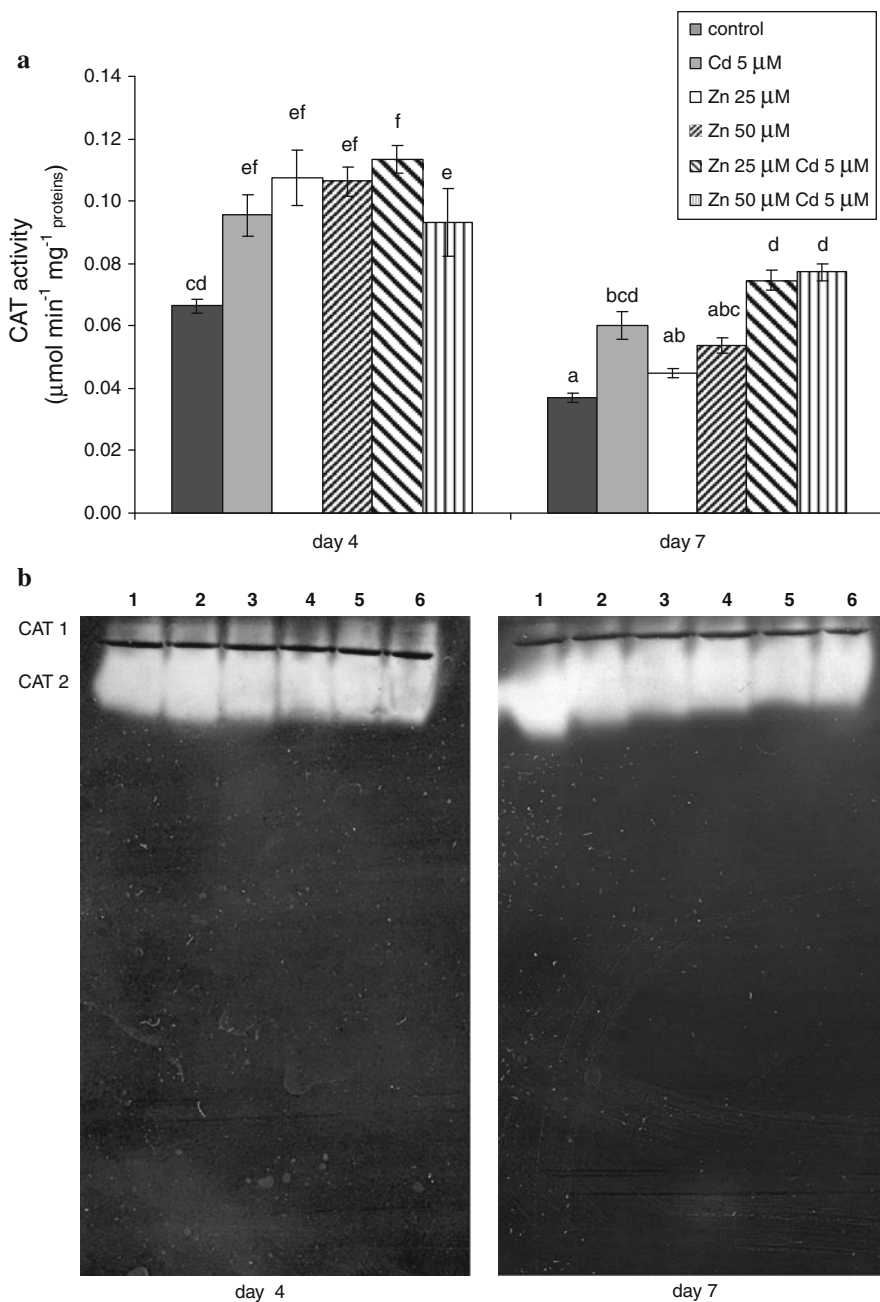 a
control
Cd 5 µM
Zn 25 µM
Zn 50 µM
Zn 25 µM Cd 5 µM
Zn 50 µM Cd 5 µM
CAT activity
(µmol min⁻¹ mg⁻¹ proteins)
0.14
0.12
0.10
0.08
0.06
0.04
0.02
0.00
cd
ef
ef
ef
f
e
a
bcd
ab
abc
d
d
day 4
day 7
b
1 2 3 4 5 6
1 2 3 4 5 6
CAT 1
CAT 2
day 4
day 7